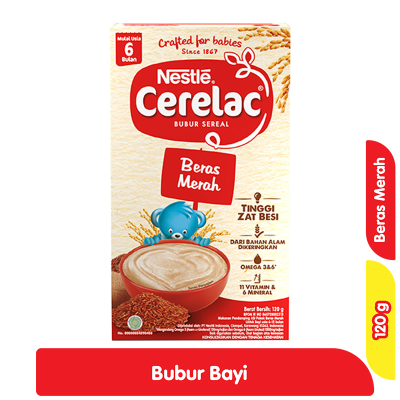 Mulai Usia
6
Bulan
Crafted for babies
Since 1867
Nestlé
Cerelac®
BUBUR SEREAL
Beras
Merah
TINGGI
ZAT BESI
DARI BAHAN ALAM
DIKERINGKAN
OMEGA 3&6*
11 VITAMIN &
6 MINERAL
Berat Bersih: 120 g
Beras Merah
120 g
Bubur Bayi